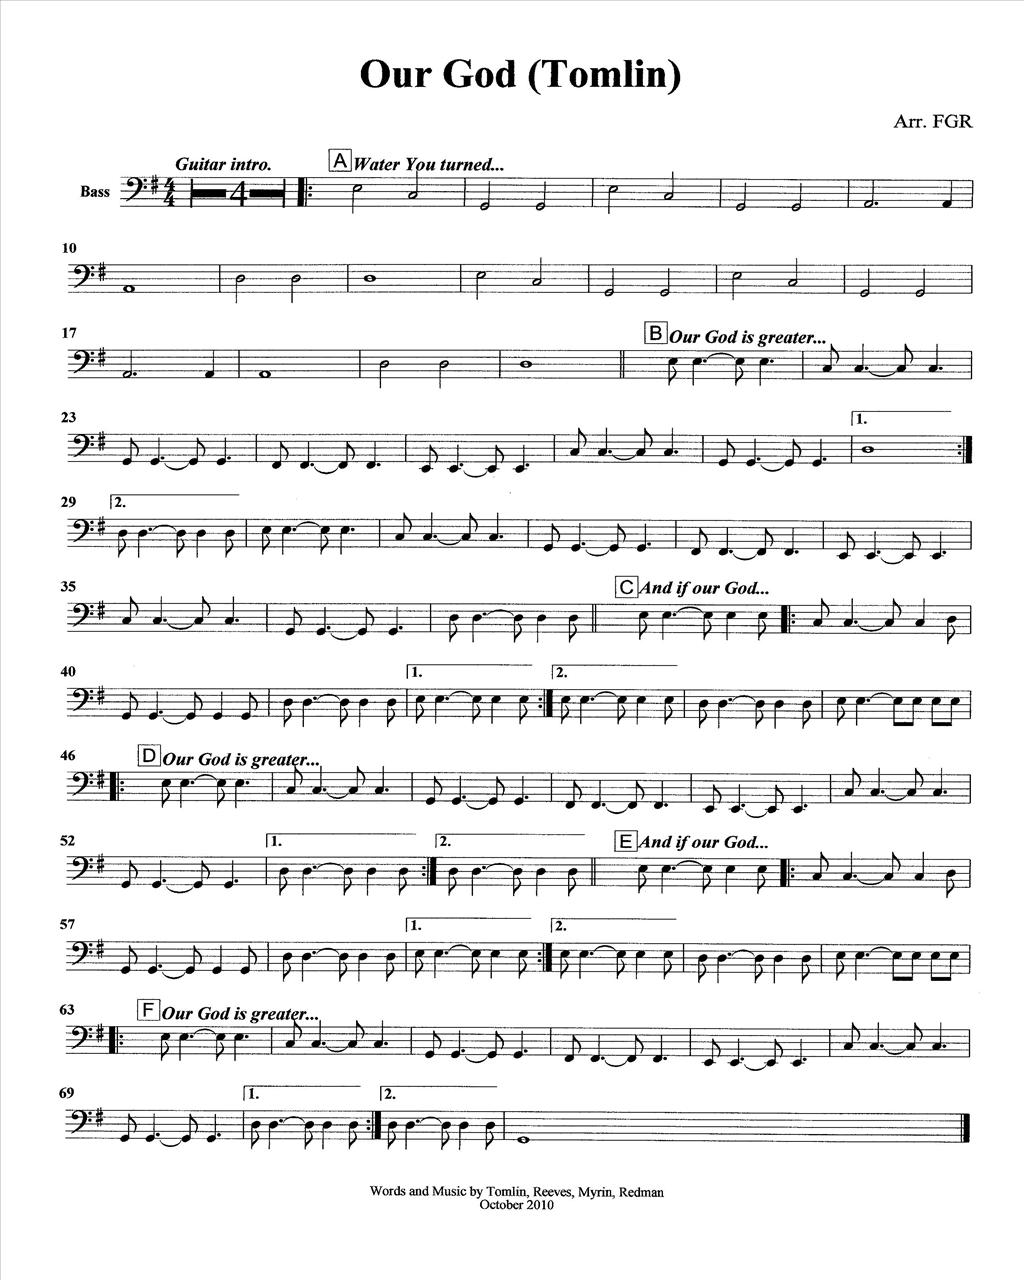 Our God (Tomlin)
Arr. FGR
Guitar intro. A Water You turned...
Bass 4 4 4
10
17 B Our God is greater...
23 1.
29 2.
35 C And if our God...
40 1. 2.
46 D Our God is greater...
52 1. 2. E And if our God...
57 1. 2.
63 F Our God is greater...
69 1. 2.
Words and Music by Tomlin, Reeves, Myrin, Redman
October 2010